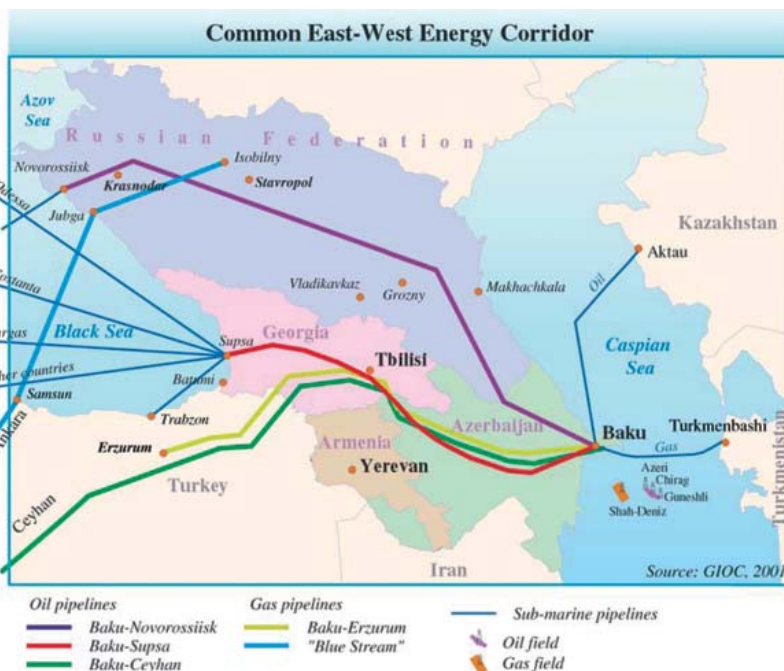 Common East-West Energy Corridor
Azov
Sea
Russian Federation
Novorossiisk
Isobilny
Krasnodar
Stavropol
Odessa
Jubga
Kazakhstan
Aktau
Vladikavkaz
Grozny
Makhachkala
Oil
Black Sea
Georgia
Supsa
Caspian
Sea
Tbilisi
Batumi
Samsun
Trabzon
Azerbaijan
Baku
Turkmenbashi
Gas
Erzurum
Armenia
Yerevan
Azeri
Chirag
Guneshli
Shah-Deniz
Turkmenistan
Turkey
Ceyhan
Iran
Source: GIOC, 2001
Oil pipelines
Baku-Novorossiisk
Baku-Supsa
Baku-Ceyhan
Gas pipelines
Baku-Erzurum
"Blue Stream"
Sub-marine pipelines
Oil field
Gas field